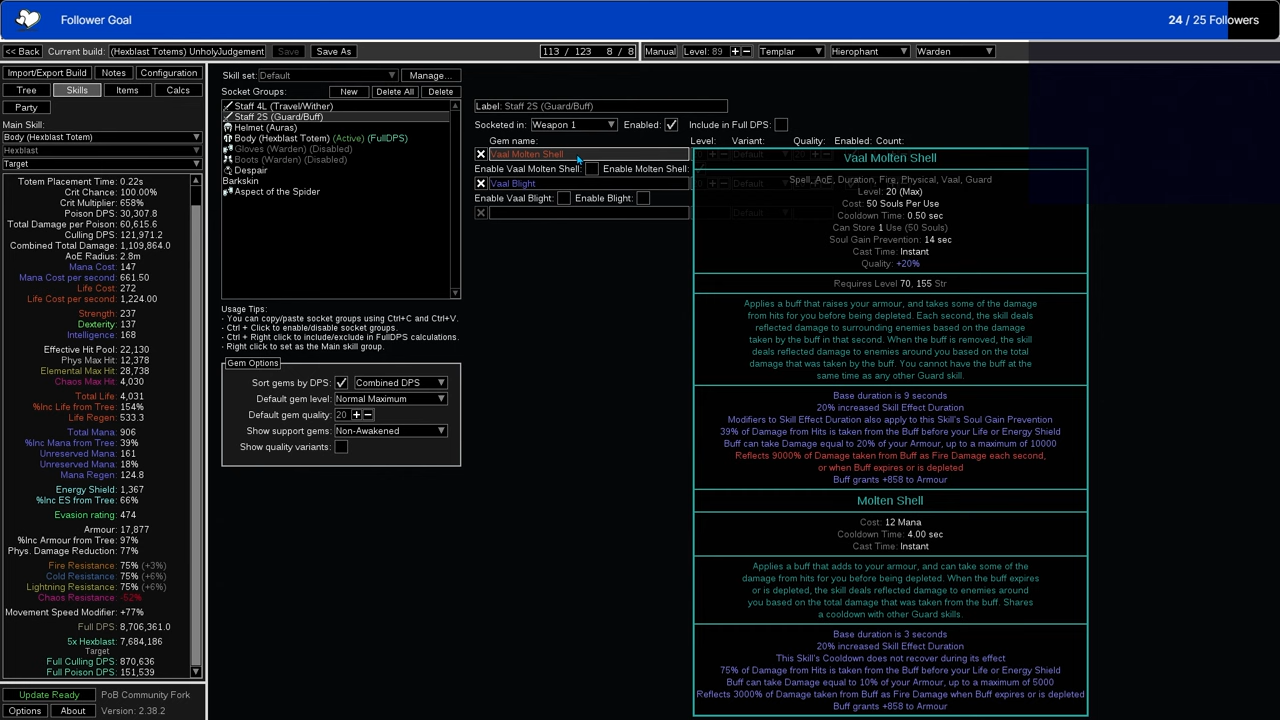 Follower Goal
24 / 25 Followers
<< Back
Current build: (Hexblast Totems) UnholyJudgement
Save
Save As
113 / 123 8 / 8
Manual
Level: 89 + −
Templar
Hierophant
Warden
Import/Export Build
Notes
Configuration
Tree
Skills
Items
Calcs
Party
Main Skill:
Body (Hexblast Totem)
Hexblast
Target
Totem Placement Time: 0.22s
Crit Chance: 100.00%
Crit Multiplier: 658%
Poison DPS: 30,307.8
Total Damage per Poison: 60,615.6
Culling DPS: 121,971.2
Combined Total Damage: 1,109,864.0
AoE Radius: 2.8m
Mana Cost: 147
Mana Cost per second: 661.50
Life Cost: 272
Life Cost per second: 1,224.00
Strength: 237
Dexterity: 137
Intelligence: 168
Effective Hit Pool: 22,130
Phys Max Hit: 12,378
Elemental Max Hit: 28,738
Chaos Max Hit: 4,030
Total Life: 4,031
%Inc Life from Tree: 154%
Life Regen: 533.3
Total Mana: 906
%Inc Mana from Tree: 39%
Unreserved Mana: 161
Unreserved Mana: 18%
Mana Regen: 124.8
Energy Shield: 1,367
%Inc ES from Tree: 66%
Evasion rating: 474
Armour: 17,877
%Inc Armour from Tree: 97%
Phys. Damage Reduction: 77%
Fire Resistance: 75% (+3%)
Cold Resistance: 75% (+6%)
Lightning Resistance: 75% (+6%)
Chaos Resistance: -52%
Movement Speed Modifier: +77%
Full DPS: 8,706,361.0
5x Hexblast: 7,684,186
Target
Full Culling DPS: 870,636
Full Poison DPS: 151,539
Update Ready
PoB Community Fork
Options
About
Version: 2.38.2
Skill set: Default
Manage...
Socket Groups:
New
Delete All
Delete
Staff 4L (Travel/Wither)
Staff 2S (Guard/Buff)
Helmet (Auras)
Body (Hexblast Totem) (Active) (FullDPS)
Gloves (Warden) (Disabled)
Boots (Warden) (Disabled)
Despair
Barkskin
Aspect of the Spider
Usage Tips:
· You can copy/paste socket groups using Ctrl+C and Ctrl+V.
· Ctrl + Click to enable/disable socket groups.
· Ctrl + Right click to include/exclude in FullDPS calculations.
· Right click to set as the Main skill group.
Gem Options
Sort gems by DPS:
Combined DPS
Default gem level: Normal Maximum
Default gem quality: 20 + −
Show support gems: Non-Awakened
Show quality variants:
Label: Staff 2S (Guard/Buff)
Socketed in: Weapon 1
Enabled:
Include in Full DPS:
Gem name:
Level:
Variant:
Quality:
Enabled:
Count:
Vaal Molten Shell
Default
Enable Vaal Molten Shell:
Enable Molten Shell:
Vaal Blight
Default
Enable Vaal Blight:
Enable Blight:
Default
Vaal Molten Shell
Spell, AoE, Duration, Fire, Physical, Vaal, Guard
Level: 20 (Max)
Cost: 50 Souls Per Use
Cooldown Time: 0.50 sec
Can Store 1 Use (50 Souls)
Soul Gain Prevention: 14 sec
Cast Time: Instant
Quality: +20%
Requires Level 70, 155 Str
Applies a buff that raises your armour, and takes some of the damage
from hits for you before being depleted. Each second, the skill deals
reflected damage to surrounding enemies based on the damage
taken by the buff in that second. When the buff is removed, the skill
deals reflected damage to enemies around you based on the total
damage that was taken by the buff. You cannot have the buff at the
same time as any other Guard skill.
Base duration is 9 seconds
20% increased Skill Effect Duration
Modifiers to Skill Effect Duration also apply to this Skill's Soul Gain Prevention
39% of Damage from Hits is taken from the Buff before your Life or Energy Shield
Buff can take Damage equal to 20% of your Armour, up to a maximum of 10000
Reflects 9000% of Damage taken from Buff as Fire Damage each second,
or when Buff expires or is depleted
Buff grants +858 to Armour
Molten Shell
Cost: 12 Mana
Cooldown Time: 4.00 sec
Cast Time: Instant
Applies a buff that adds to your armour, and can take some of the
damage from hits for you before being depleted. When the buff expires
or is depleted, the skill deals reflected damage to enemies around
you based on the total damage that was taken from the buff. Shares
a cooldown with other Guard skills.
Base duration is 3 seconds
20% increased Skill Effect Duration
This Skill's Cooldown does not recover during its effect
75% of Damage from Hits is taken from the Buff before your Life or Energy Shield
Buff can take Damage equal to 10% of your Armour, up to a maximum of 5000
Reflects 3000% of Damage taken from Buff as Fire Damage when Buff expires or is depleted
Buff grants +858 to Armour